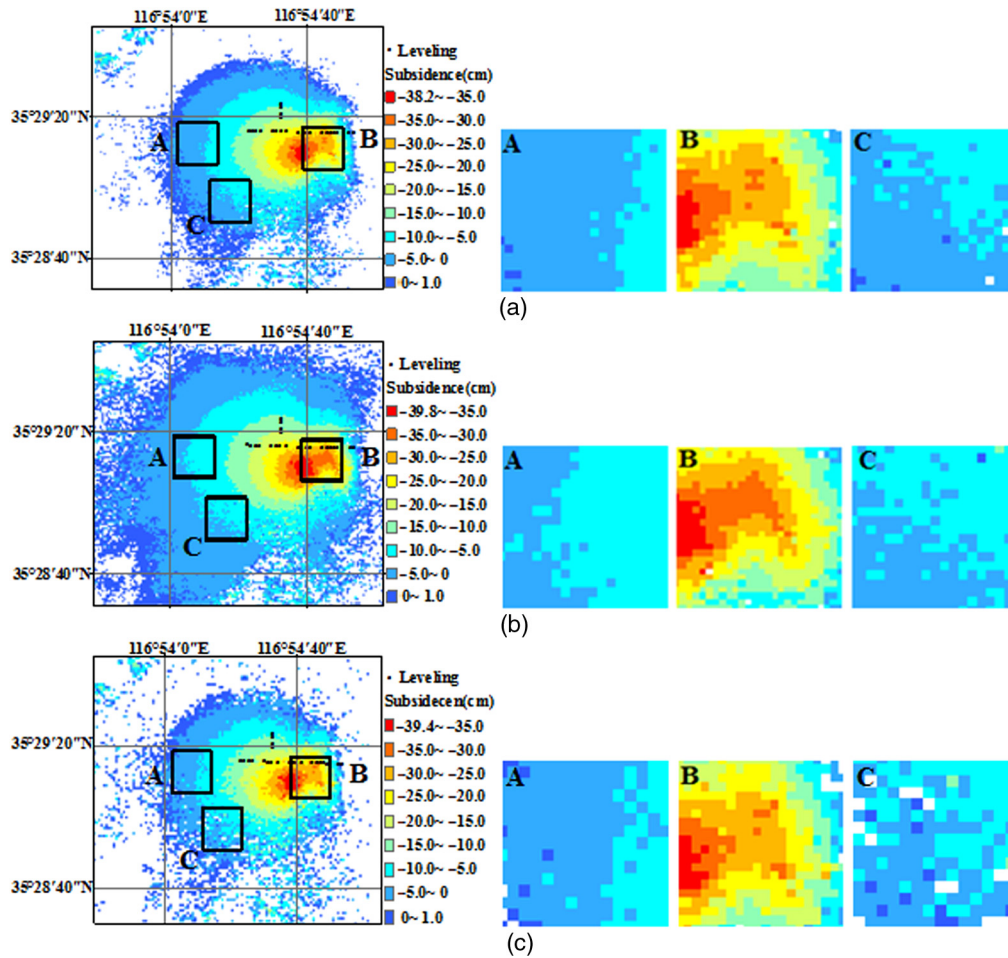 116°54′0″E 116°54′40″E
35°29′20″N
35°28′40″N
A
B
C
· Leveling
Subsidence(cm)
−38.2~ −35.0
−35.0~ −30.0
−30.0~ −25.0
−25.0~ −20.0
−20.0~ −15.0
−15.0~ −10.0
−10.0~ −5.0
−5.0~ 0
0~ 1.0
A B C
(a)
116°54′0″E 116°54′40″E
35°29′20″N
35°28′40″N
A
B
C
· Leveling
Subsidence(cm)
−39.8~ −35.0
−35.0~ −30.0
−30.0~ −25.0
−25.0~ −20.0
−20.0~ −15.0
−15.0~ −10.0
−10.0~ −5.0
−5.0~ 0
0~ 1.0
A B C
(b)
116°54′0″E 116°54′40″E
35°29′20″N
35°28′40″N
A
B
C
· Leveling
Subsidecen(cm)
−39.4~ −35.0
−35.0~ −30.0
−30.0~ −25.0
−25.0~ −20.0
−20.0~ −15.0
−15.0~ −10.0
−10.0~ −5.0
−5.0~ 0
0~ 1.0
A B C
(c)